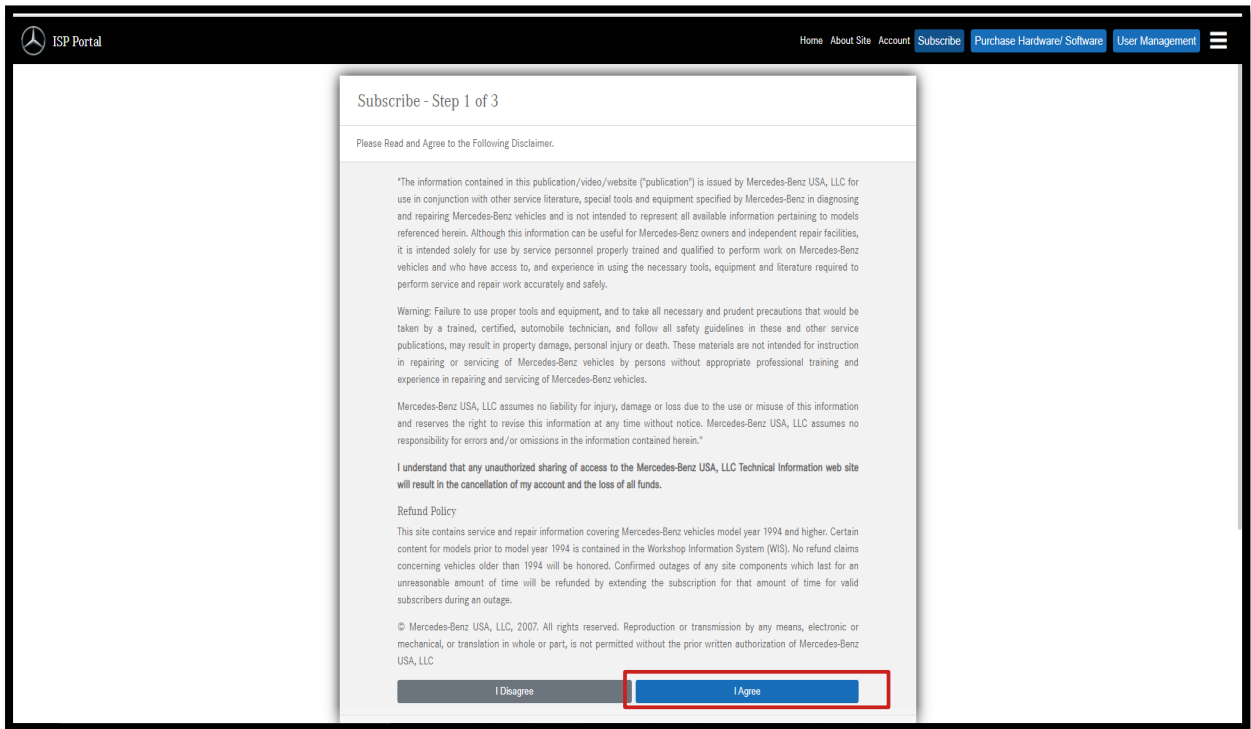 ISP Portal
Home About Site Account Subscribe Purchase Hardware/ Software User Management
Subscribe - Step 1 of 3
Please Read and Agree to the Following Disclaimer.
"The information contained in this publication/video/website ("publication") is issued by Mercedes-Benz USA, LLC for
use in conjunction with other service literature, special tools and equipment specified by Mercedes-Benz in diagnosing
and repairing Mercedes-Benz vehicles and is not intended to represent all available information pertaining to models
referenced herein. Although this information can be useful for Mercedes-Benz owners and independent repair facilities,
it is intended solely for use by service personnel properly trained and qualified to perform work on Mercedes-Benz
vehicles and who have access to, and experience in using the necessary tools, equipment and literature required to
perform service and repair work accurately and safely.
Warning: Failure to use proper tools and equipment, and to take all necessary and prudent precautions that would be
taken by a trained, certified, automobile technician, and follow all safety guidelines in these and other service
publications, may result in property damage, personal injury or death. These materials are not intended for instruction
in repairing or servicing of Mercedes-Benz vehicles by persons without appropriate professional training and
experience in repairing and servicing of Mercedes-Benz vehicles.
Mercedes-Benz USA, LLC assumes no liability for injury, damage or loss due to the use or misuse of this information
and reserves the right to revise this information at any time without notice. Mercedes-Benz USA, LLC assumes no
responsibility for errors and/or omissions in the information contained herein."
I understand that any unauthorized sharing of access to the Mercedes-Benz USA, LLC Technical Information web site
will result in the cancellation of my account and the loss of all funds.
Refund Policy
This site contains service and repair information covering Mercedes-Benz vehicles model year 1994 and higher. Certain
content for models prior to model year 1994 is contained in the Workshop Information System (WIS). No refund claims
concerning vehicles older than 1994 will be honored. Confirmed outages of any site components which last for an
unreasonable amount of time will be refunded by extending the subscription for that amount of time for valid
subscribers during an outage.
© Mercedes-Benz USA, LLC, 2007. All rights reserved. Reproduction or transmission by any means, electronic or
mechanical, or translation in whole or part, is not permitted without the prior written authorization of Mercedes-Benz
USA, LLC
I Disagree I Agree